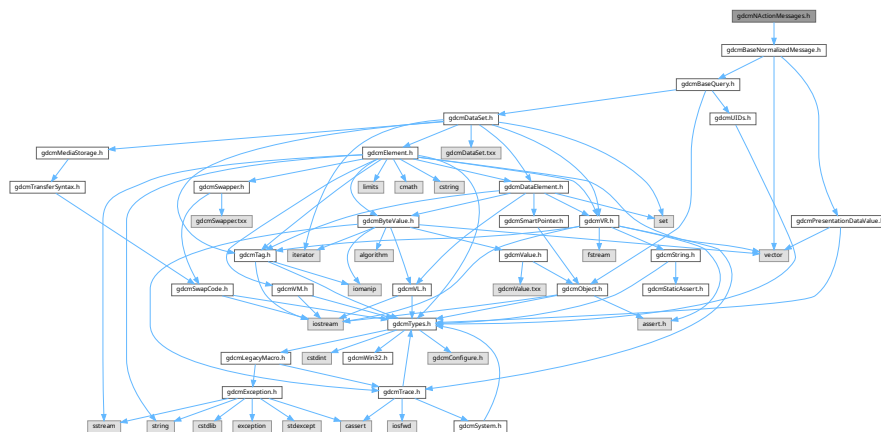 gdcmNActionMessages.h
gdcmBaseNormalizedMessage.h
gdcmBaseQuery.h
gdcmDataSet.h
gdcmUIDs.h
gdcmMediaStorage.h
gdcmElement.h
gdcmDataSet.txx
gdcmTransferSyntax.h
gdcmSwapper.h
limits
cmath
cstring
gdcmDataElement.h
gdcmSwapper.txx
gdcmByteValue.h
gdcmSmartPointer.h
gdcmVR.h
set
gdcmPresentationDataValue.h
gdcmTag.h
iterator
algorithm
gdcmValue.h
fstream
gdcmString.h
vector
gdcmSwapCode.h
gdcmVM.h
iomanip
gdcmVL.h
gdcmValue.txx
gdcmObject.h
gdcmStaticAssert.h
iostream
gdcmTypes.h
assert.h
gdcmLegacyMacro.h
cstdint
gdcmWin32.h
gdcmConfigure.h
gdcmException.h
gdcmTrace.h
sstream
string
cstdlib
exception
stdexcept
cassert
iosfwd
gdcmSystem.h